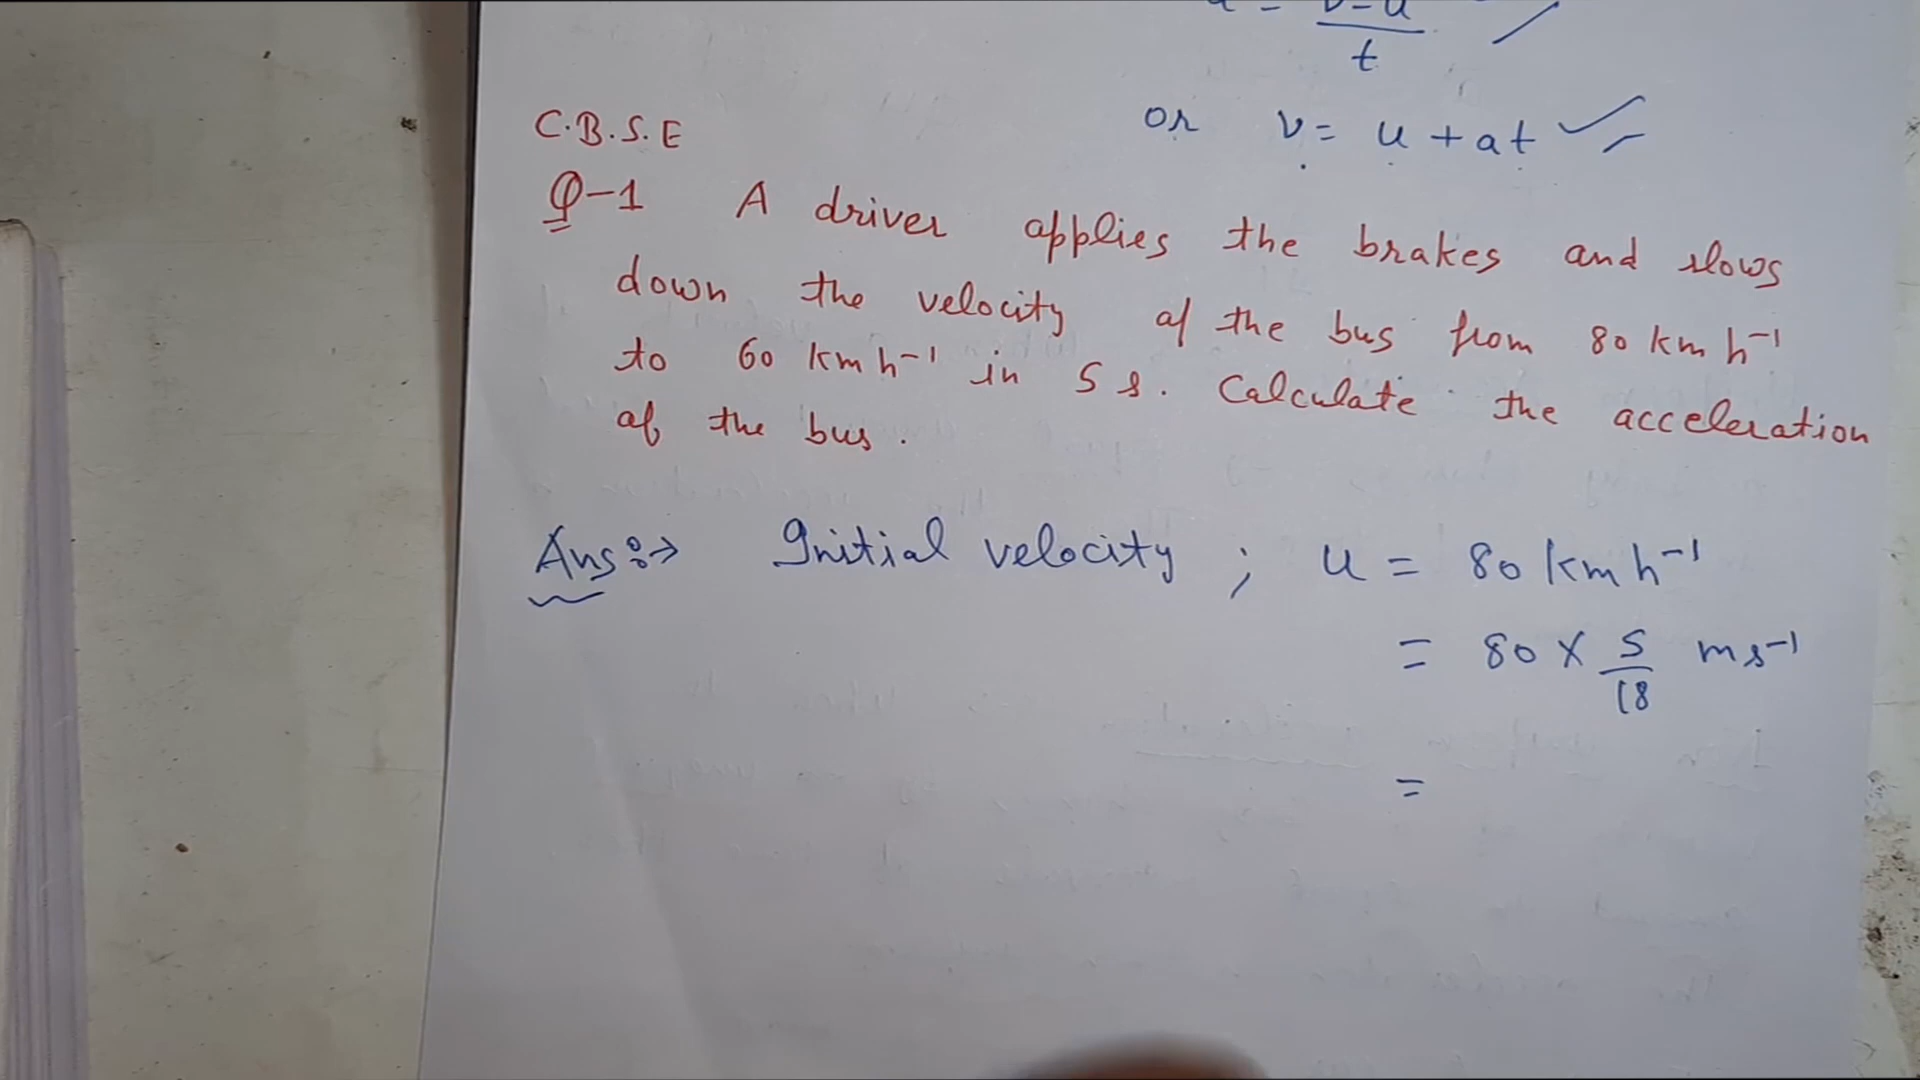 a = v-u
t
or v = u + at
C.B.S.E
Q-1 A driver applies the brakes and slows
down the velocity of the bus from 80 km h-1
to 60 km h-1 in 5 s. Calculate the acceleration
of the bus.
Ans:→ Initial velocity ; u = 80 km h-1
= 80 × 5/18 ms-1
=